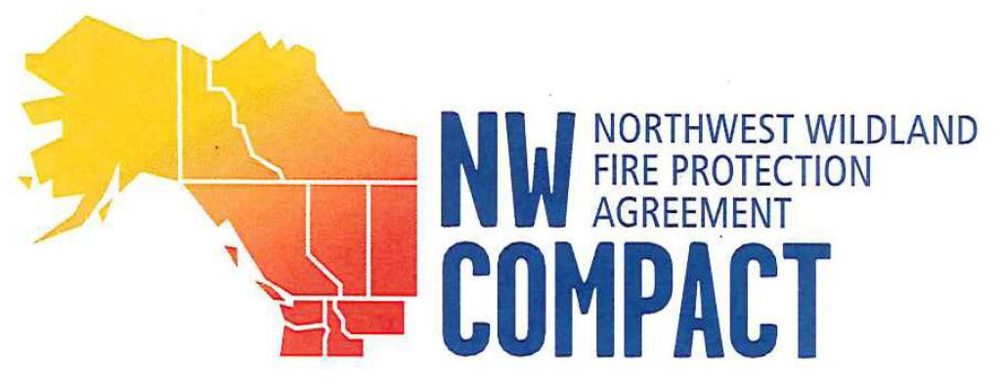 NW
NORTHWEST WILDLAND
FIRE PROTECTION
AGREEMENT
COMPACT